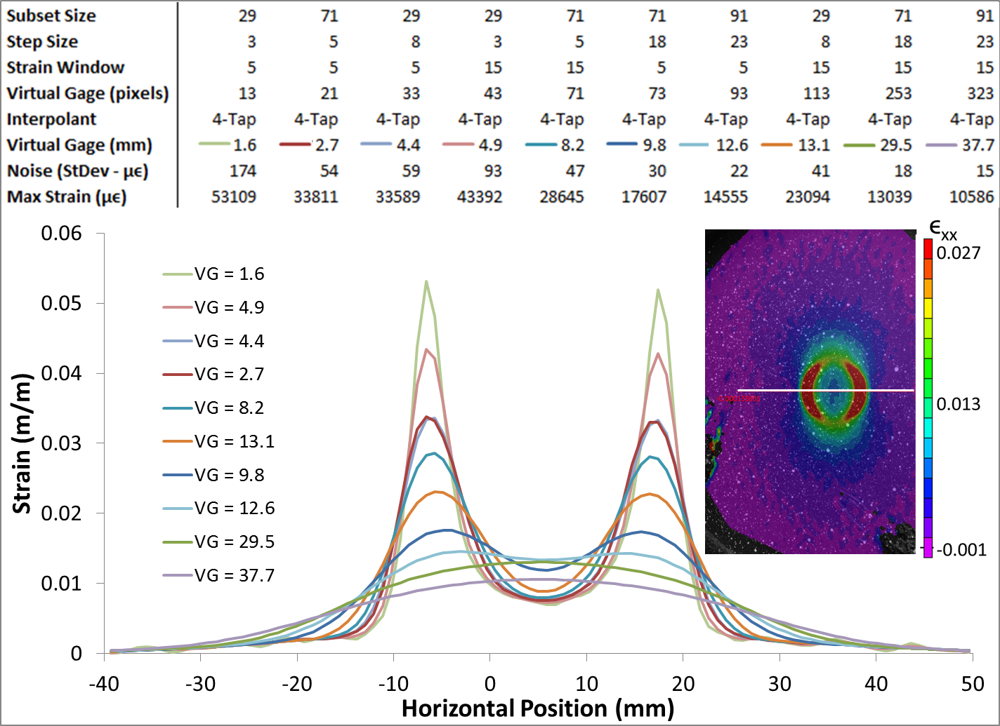 Subset Size 29 71 29 29 71 71 91 29 71 91
Step Size 3 5 8 3 5 18 23 8 18 23
Strain Window 5 5 5 15 15 5 5 15 15 15
Virtual Gage (pixels) 13 21 33 43 71 73 93 113 253 323
Interpolant 4-Tap 4-Tap 4-Tap 4-Tap 4-Tap 4-Tap 4-Tap 4-Tap 4-Tap 4-Tap
Virtual Gage (mm) 1.6 2.7 4.4 4.9 8.2 9.8 12.6 13.1 29.5 37.7
Noise (StDev - µϵ) 174 54 59 93 47 30 22 41 18 15
Max Strain (µϵ) 53109 33811 33589 43392 28645 17607 14555 23094 13039 10586
0.06
0.05
0.04
0.03
0.02
0.01
0
Strain (m/m)
VG = 1.6
VG = 4.9
VG = 4.4
VG = 2.7
VG = 8.2
VG = 13.1
VG = 9.8
VG = 12.6
VG = 29.5
VG = 37.7
ϵxx
0.027
0.013
-0.001
-40 -30 -20 -10 0 10 20 30 40 50
Horizontal Position (mm)